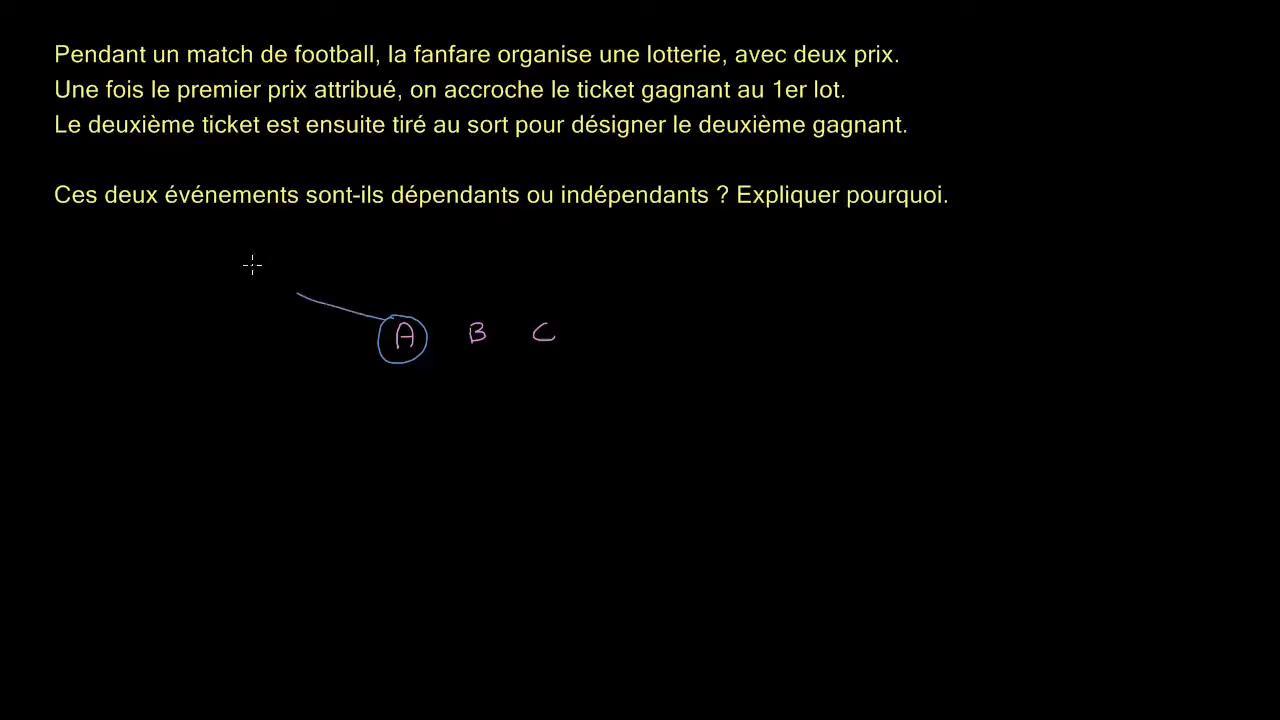 Pendant un match de football, la fanfare organise une lotterie, avec deux prix.
Une fois le premier prix attribué, on accroche le ticket gagnant au 1er lot.
Le deuxième ticket est ensuite tiré au sort pour désigner le deuxième gagnant.
Ces deux événements sont-ils dépendants ou indépendants ? Expliquer pourquoi.
A B C